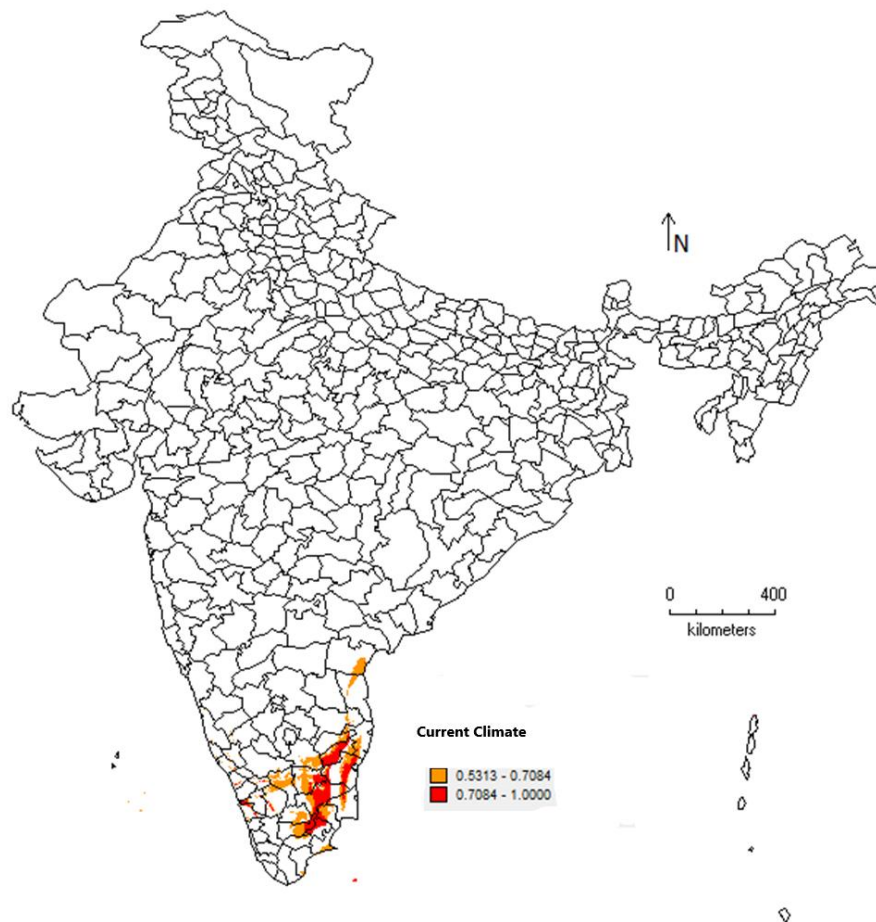 N
0 400
kilometers
Current Climate
0.5313 - 0.7084
0.7084 - 1.0000